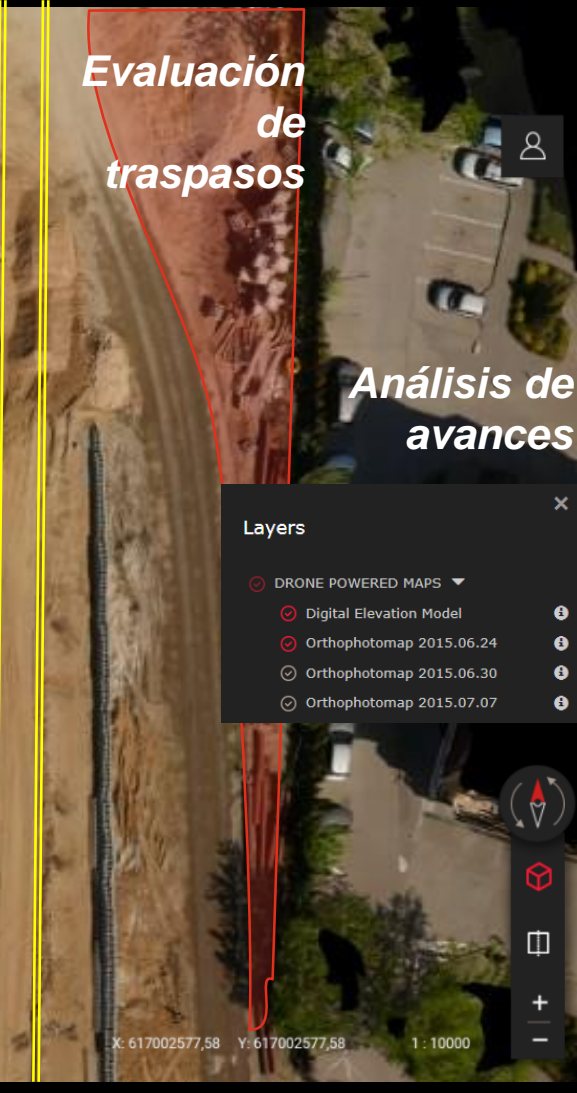 Evaluación
de
traspasos
Análisis de
avances
Layers
DRONE POWERED MAPS
Digital Elevation Model
Orthophotomap 2015.06.24
Orthophotomap 2015.06.30
Orthophotomap 2015.07.07
X: 617002577,58 Y: 617002577,58 1 : 10000